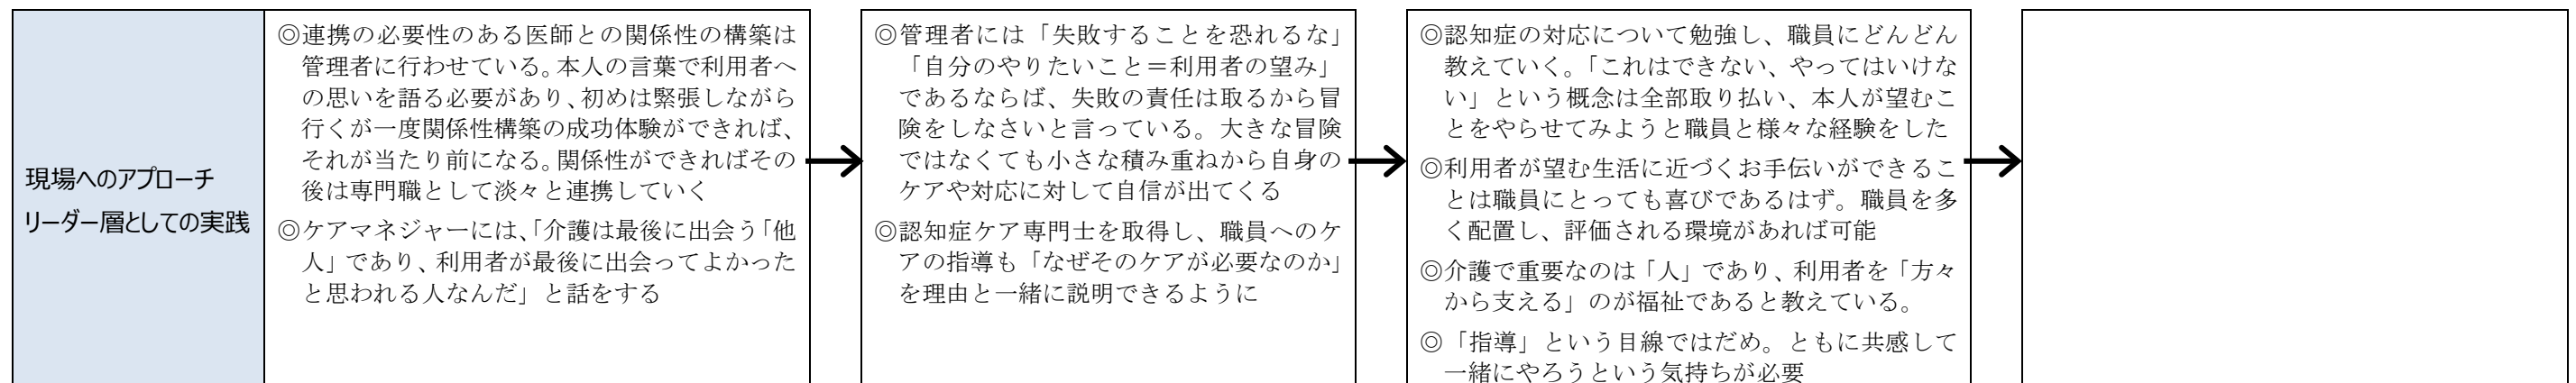 現場へのアプローチ
リーダー層としての実践
◎連携の必要性のある医師との関係性の構築は
管理者に行わせている。本人の言葉で利用者へ
の思いを語る必要があり、初めは緊張しながら
行くが一度関係性構築の成功体験ができれば、
それが当たり前になる。関係性ができればその
後は専門職として淡々と連携していく
◎ケアマネジャーには、「介護は最後に出会う「他
人」であり、利用者が最後に出会ってよかった
と思われる人なんだ」と話をする
◎管理者には「失敗することを恐れるな」
「自分のやりたいこと＝利用者の望み」
であるならば、失敗の責任は取るから冒
険をしなさいと言っている。大きな冒険
ではなくても小さな積み重ねから自身の
ケアや対応に対して自信が出てくる
◎認知症ケア専門士を取得し、職員へのケ
アの指導も「なぜそのケアが必要なのか」
を理由と一緒に説明できるように
◎認知症の対応について勉強し、職員にどんどん
教えていく。「これはできない、やってはいけな
い」という概念は全部取り払い、本人が望むこ
とをやらせてみようと職員と様々な経験をした
◎利用者が望む生活に近づくお手伝いができるこ
とは職員にとっても喜びであるはず。職員を多
く配置し、評価される環境があれば可能
◎介護で重要なのは「人」であり、利用者を「方々
から支える」のが福祉であると教えている。
◎「指導」という目線ではだめ。ともに共感して
一緒にやろうという気持ちが必要